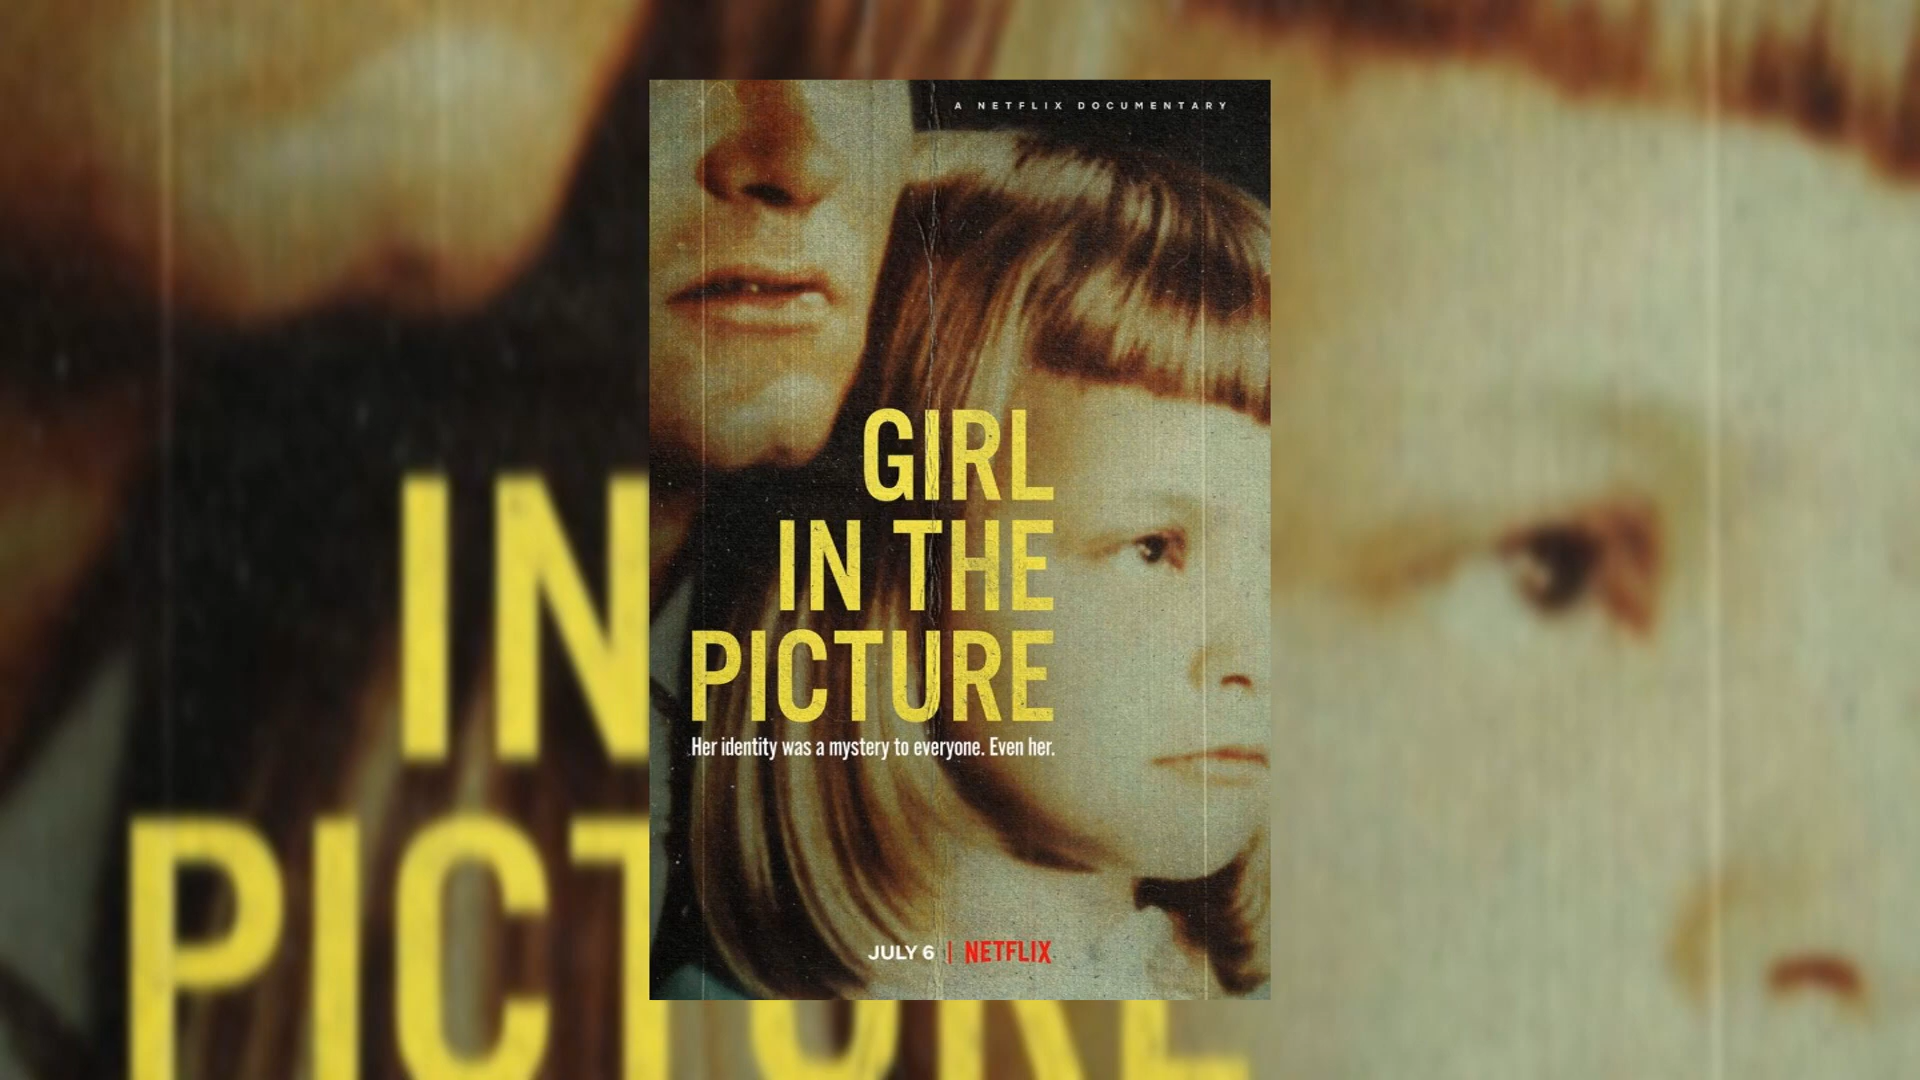 A NETFLIX DOCUMENTARY
GIRL
IN THE
PICTURE
Her identity was a mystery to everyone. Even her.
JULY 6 | NETFLIX
IN
PICTURE